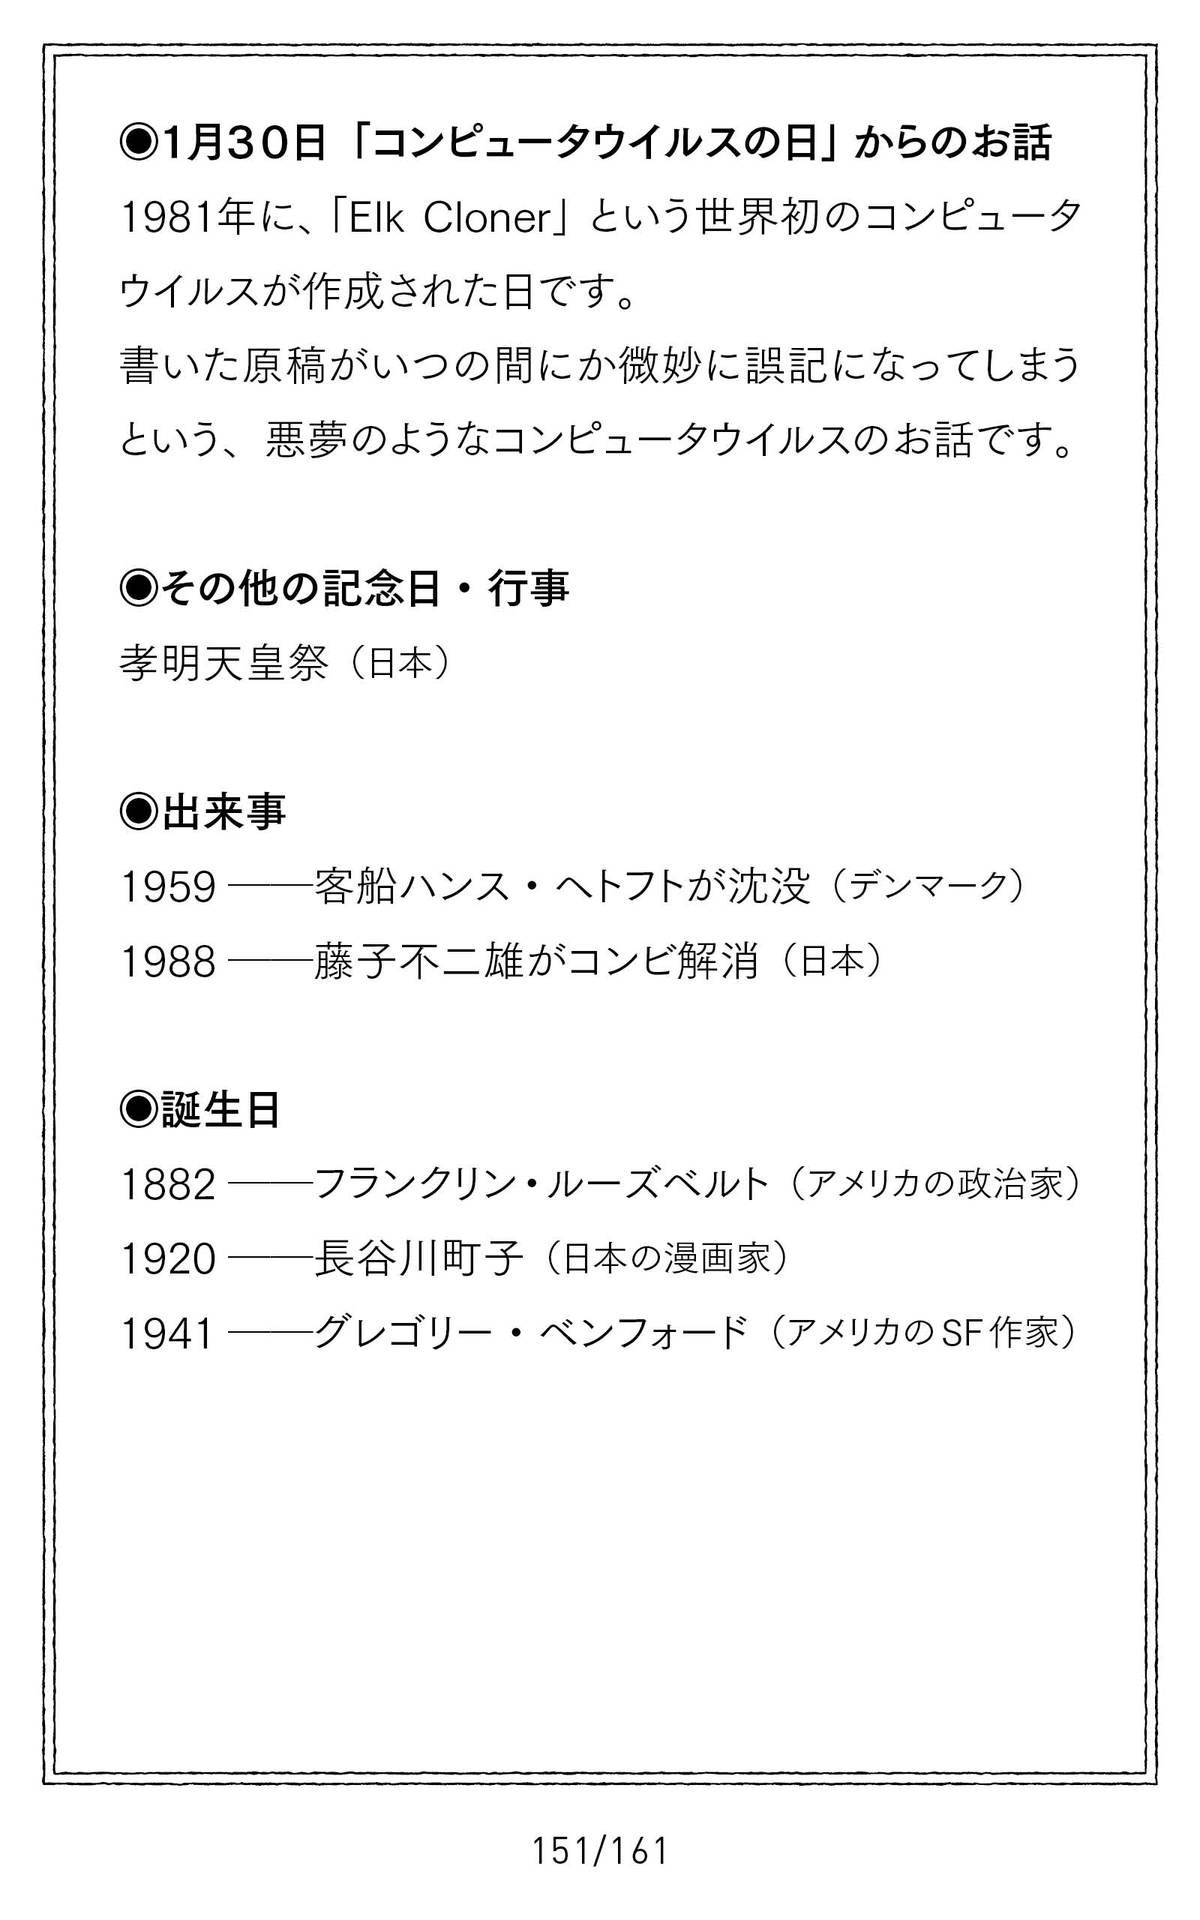 ◉1月30日「コンピュータウイルスの日」からのお話
1981年に、「Elk Cloner」という世界初のコンピュータ
ウイルスが作成された日です。
書いた原稿がいつの間にか微妙に誤記になってしまう
という、悪夢のようなコンピュータウイルスのお話です。
◉その他の記念日・行事
孝明天皇祭（日本）
◉出来事
1959 ──客船ハンス・ヘトフトが沈没（デンマーク）
1988 ──藤子不二雄がコンビ解消（日本）
◉誕生日
1882 ──フランクリン・ルーズベルト（アメリカの政治家）
1920 ──長谷川町子（日本の漫画家）
1941 ──グレゴリー・ベンフォード（アメリカのSF作家）
151/161